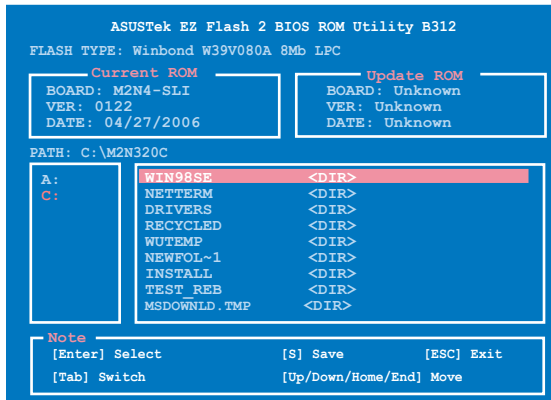 ASUSTek EZ Flash 2 BIOS ROM Utility B312
FLASH TYPE: Winbond W39V080A 8Mb LPC
Current ROM
BOARD: M2N4-SLI
VER: 0122
DATE: 04/27/2006
Update ROM
BOARD: Unknown
VER: Unknown
DATE: Unknown
PATH: C:\M2N320C
A:
C:
WIN98SE <DIR>
NETTERM <DIR>
DRIVERS <DIR>
RECYCLED <DIR>
WUTEMP <DIR>
NEWFOL~1 <DIR>
INSTALL <DIR>
TEST_REB <DIR>
MSDOWNLD.TMP <DIR>
Note
[Enter] Select [S] Save [ESC] Exit
[Tab] Switch [Up/Down/Home/End] Move